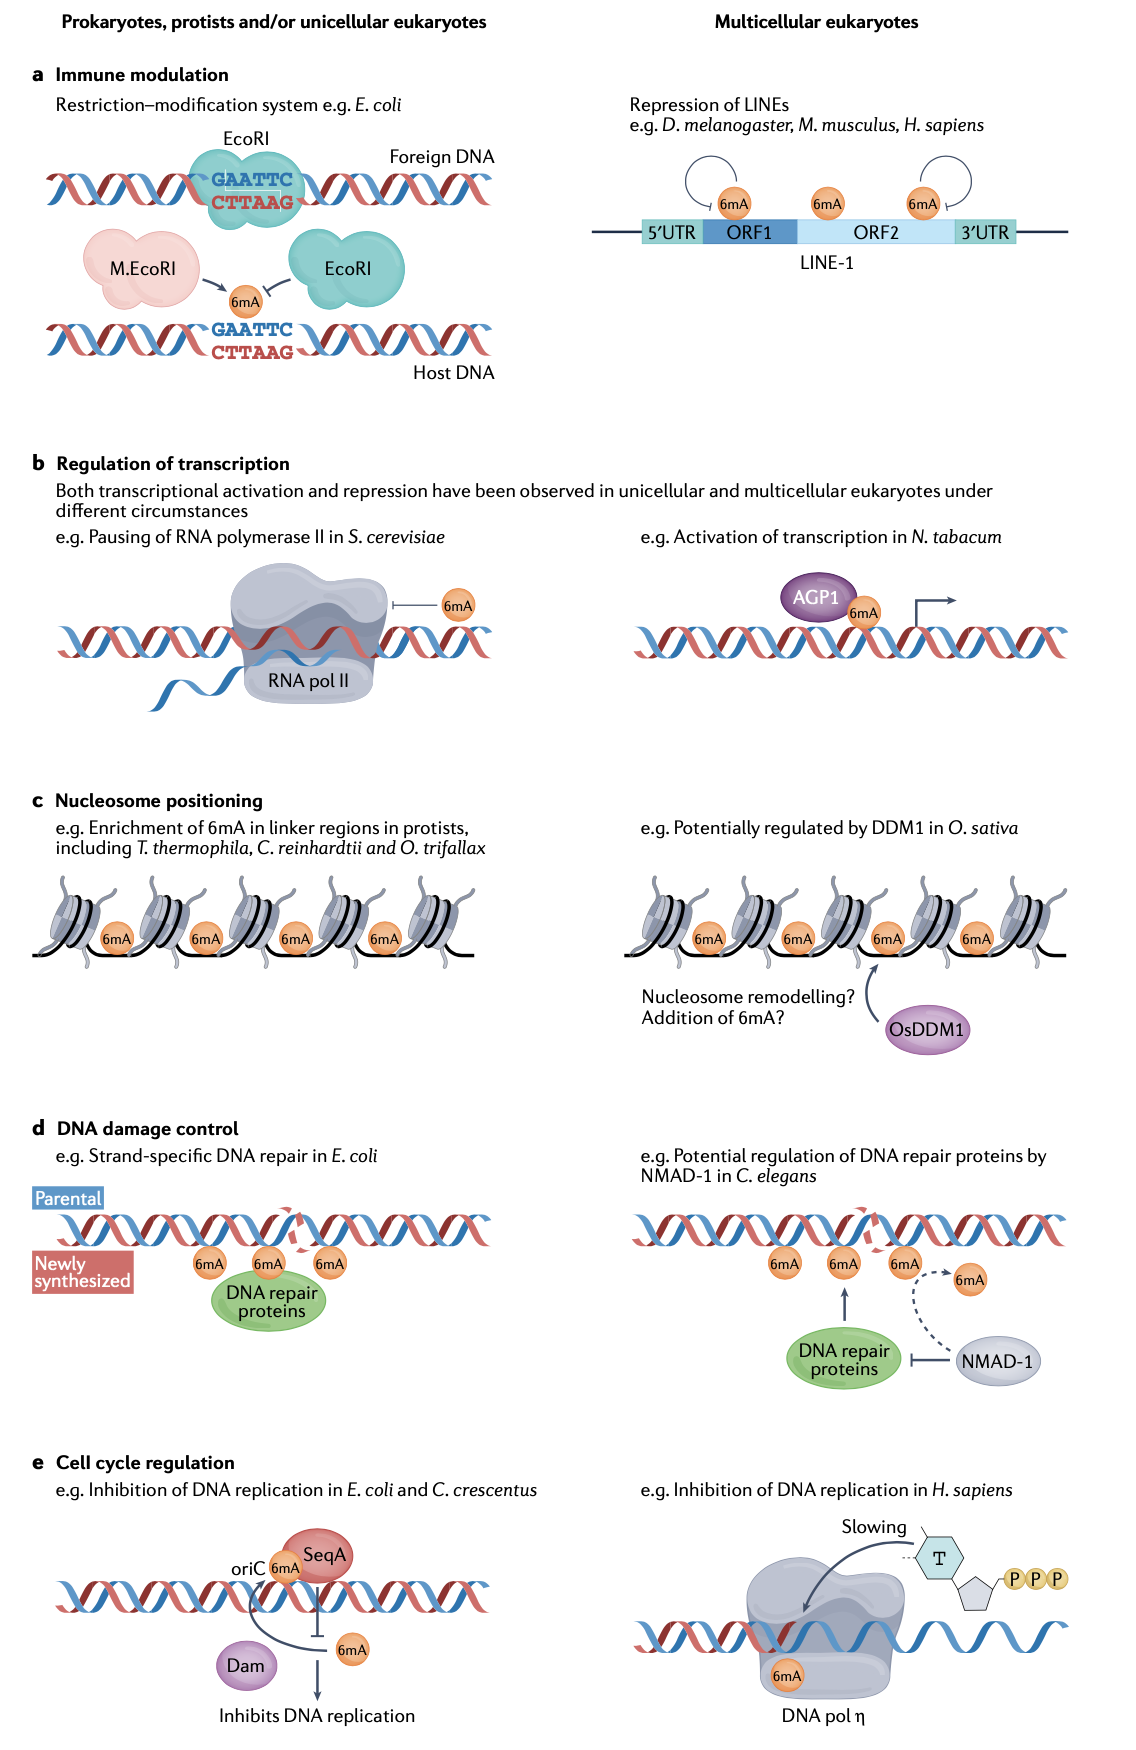 Prokaryotes, protists and/or unicellular eukaryotes
Multicellular eukaryotes
a Immune modulation
Restriction–modification system e.g. E. coli
EcoRI
Foreign DNA
GAATTC
CTTAAG
M.EcoRI
EcoRI
6mA
GAATTC
CTTAAG
Host DNA
Repression of LINEs
e.g. D. melanogaster, M. musculus, H. sapiens
6mA
6mA
6mA
5′UTR
ORF1
ORF2
3′UTR
LINE-1
b Regulation of transcription
Both transcriptional activation and repression have been observed in unicellular and multicellular eukaryotes under
different circumstances
e.g. Pausing of RNA polymerase II in S. cerevisiae
6mA
RNA pol II
e.g. Activation of transcription in N. tabacum
AGP1
6mA
c Nucleosome positioning
e.g. Enrichment of 6mA in linker regions in protists,
including T. thermophila, C. reinhardtii and O. trifallax
6mA
6mA
6mA
6mA
e.g. Potentially regulated by DDM1 in O. sativa
6mA
6mA
6mA
6mA
Nucleosome remodelling?
Addition of 6mA?
OsDDM1
d DNA damage control
e.g. Strand-specific DNA repair in E. coli
Parental
Newly
synthesized
6mA
6mA
6mA
DNA repair
proteins
e.g. Potential regulation of DNA repair proteins by
NMAD-1 in C. elegans
6mA
6mA
6mA
6mA
DNA repair
proteins
NMAD-1
e Cell cycle regulation
e.g. Inhibition of DNA replication in E. coli and C. crescentus
oriC
6mA
SeqA
6mA
Dam
Inhibits DNA replication
e.g. Inhibition of DNA replication in H. sapiens
Slowing
T
P
P
P
6mA
DNA pol η